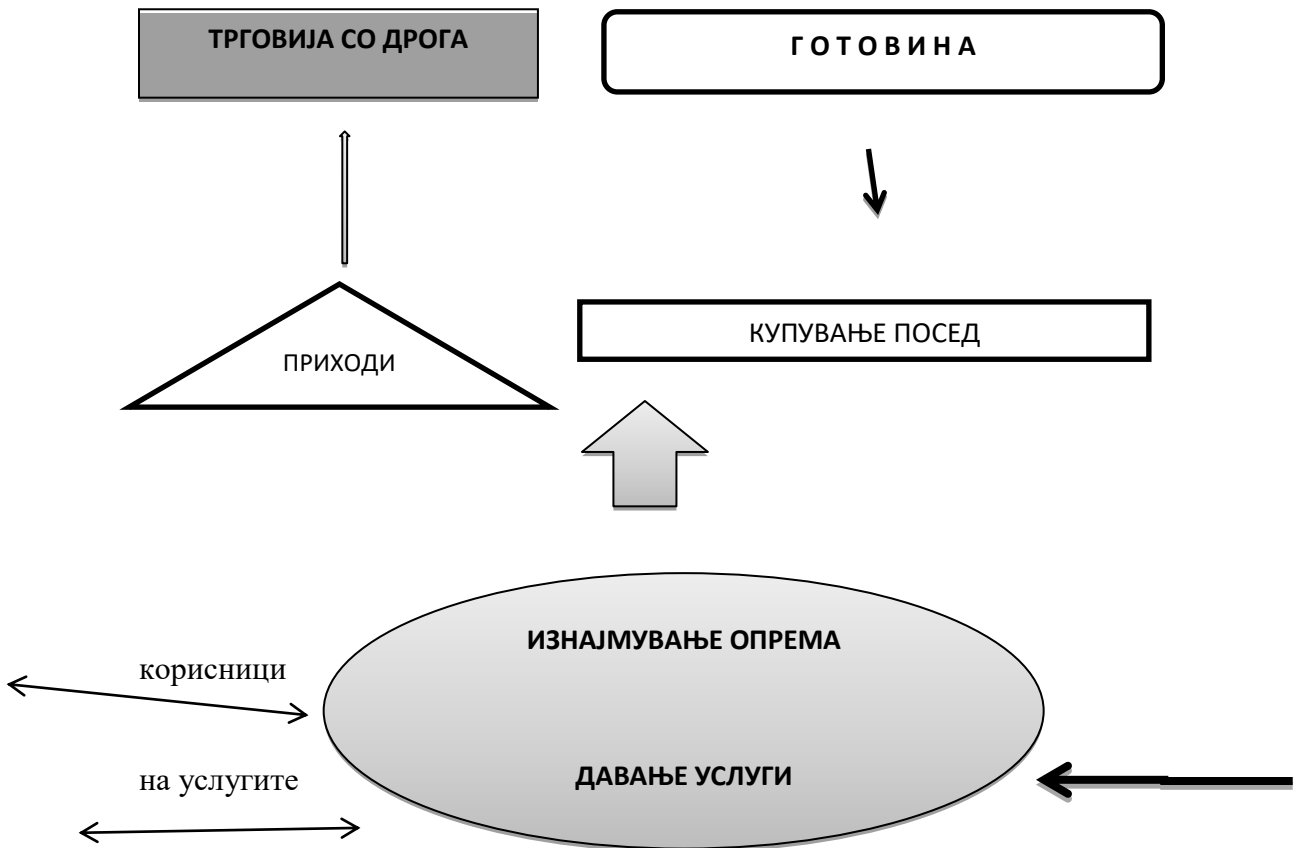 ТРГОВИЈА СО ДРОГА
Г О Т О В И Н А
ПРИХОДИ
КУПУВАЊЕ ПОСЕД
ИЗНАЈМУВАЊЕ ОПРЕМА
корисници
ДАВАЊЕ УСЛУГИ
на услугите